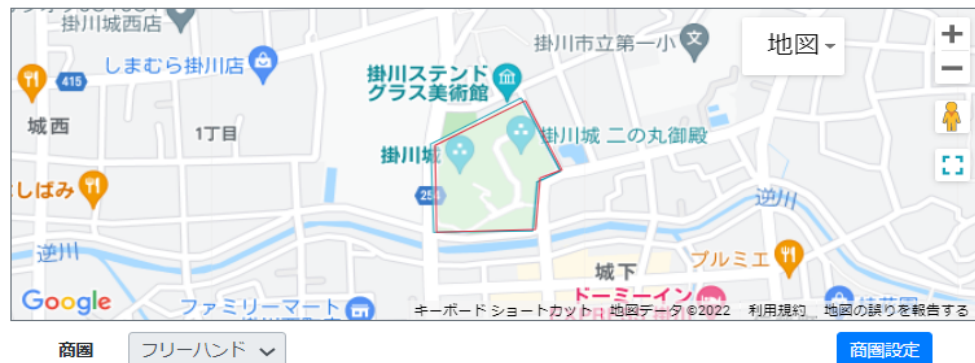 掛川城西店
しまむら掛川店
415
城西
1丁目
掛川市立第一小
文
地図
掛川ステンド
グラス美術館
掛川城 二の丸御殿
掛川城
254
しばみ
逆川
逆川
プルミエ
城下
ドーミーイン
Google
ファミリーマート
キーボード ショートカット
地図データ ©2022
利用規約
地図の誤りを報告する
商圏
フリーハンド
商圏設定